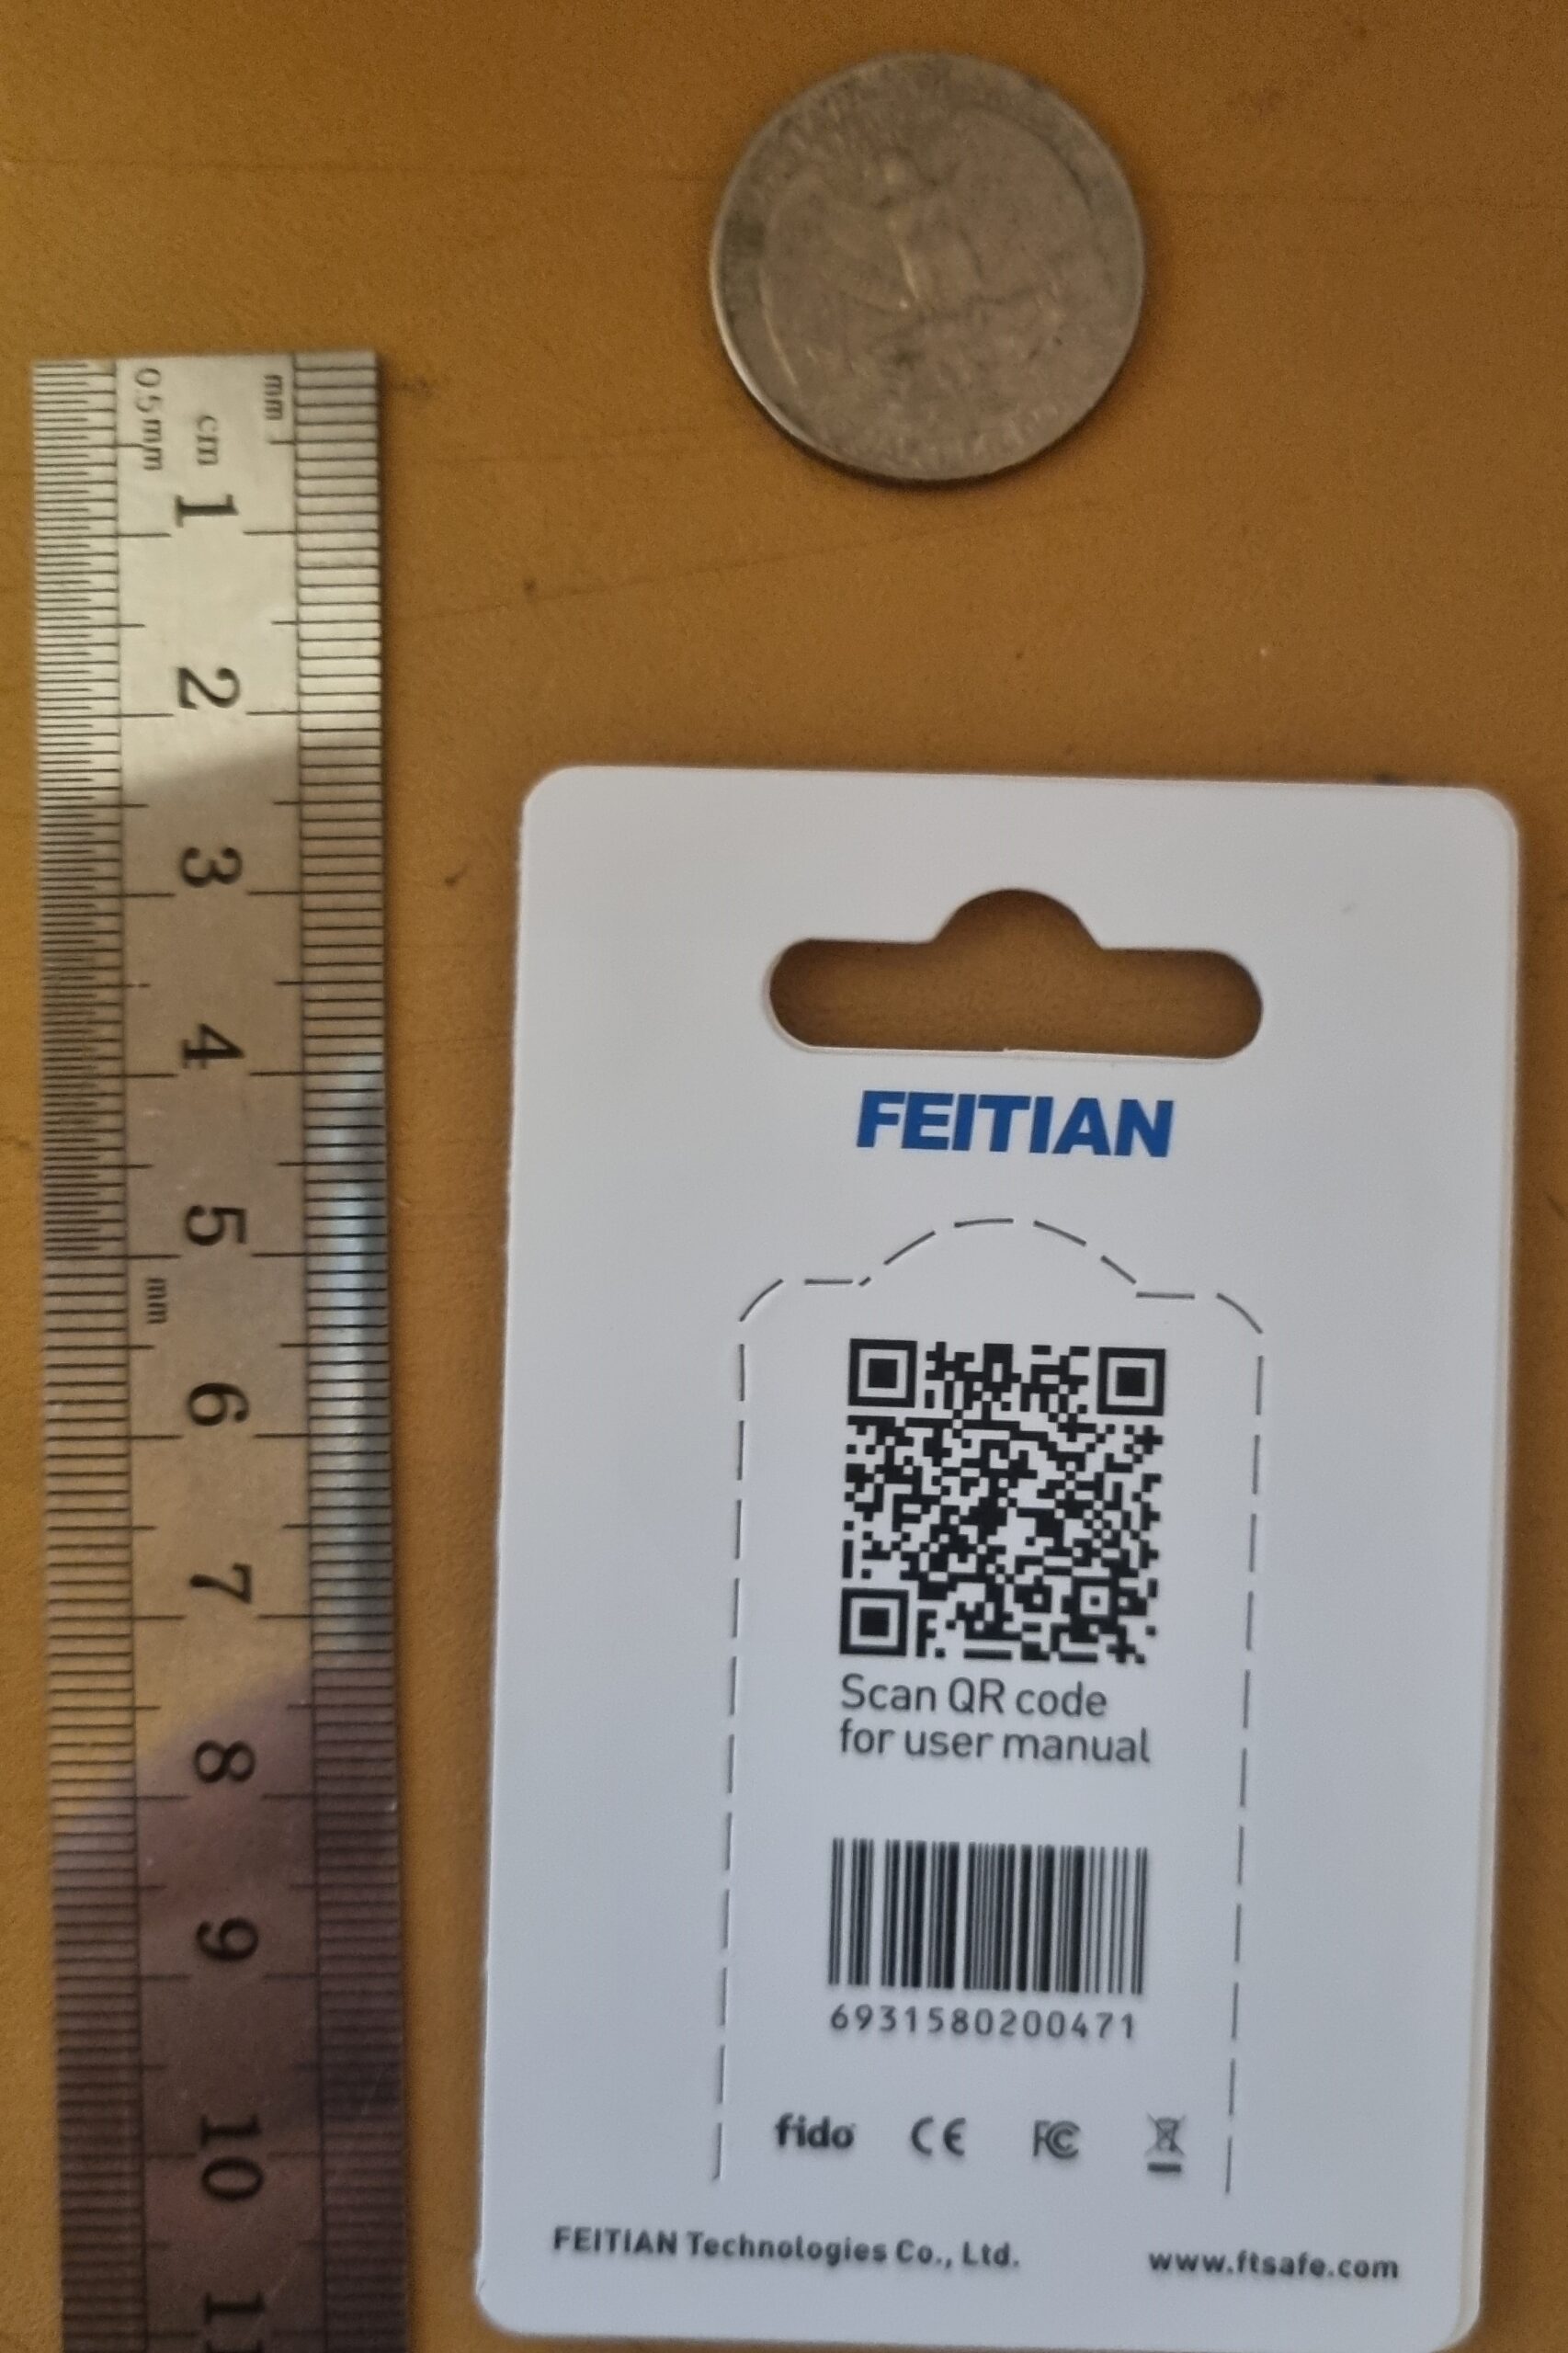 0.5mm
cm
mm
1
2
3
4
5
mm
6
7
8
9
10
FEITIAN
Scan QR code
for user manual
6931580200471
fido
CE
FC
FEITIAN Technologies Co., Ltd.
www.ftsafe.com